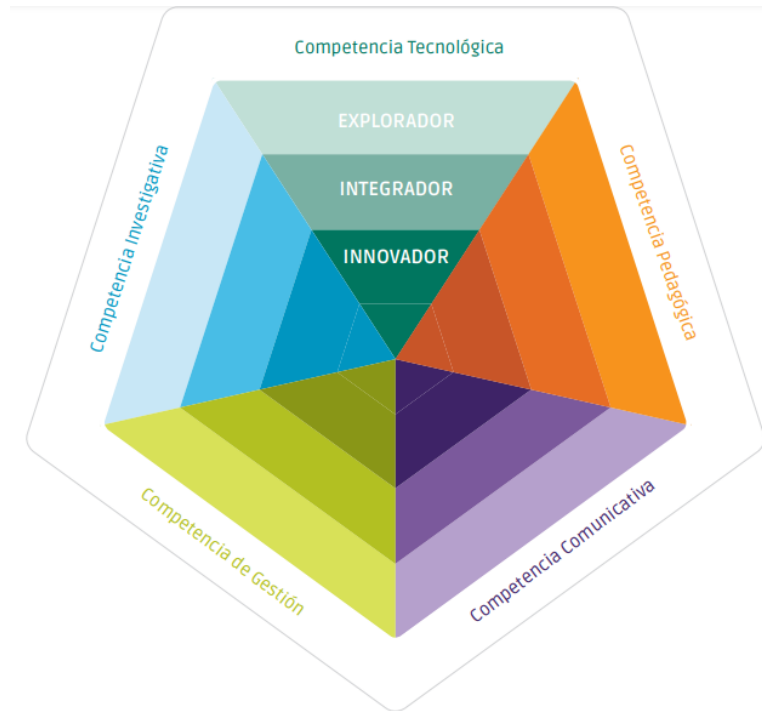 Competencia Tecnológica
EXPLORADOR
INTEGRADOR
INNOVADOR
Competencia Investigativa
Competencia Pedagógica
Competencia de Gestión
Competencia Comunicativa